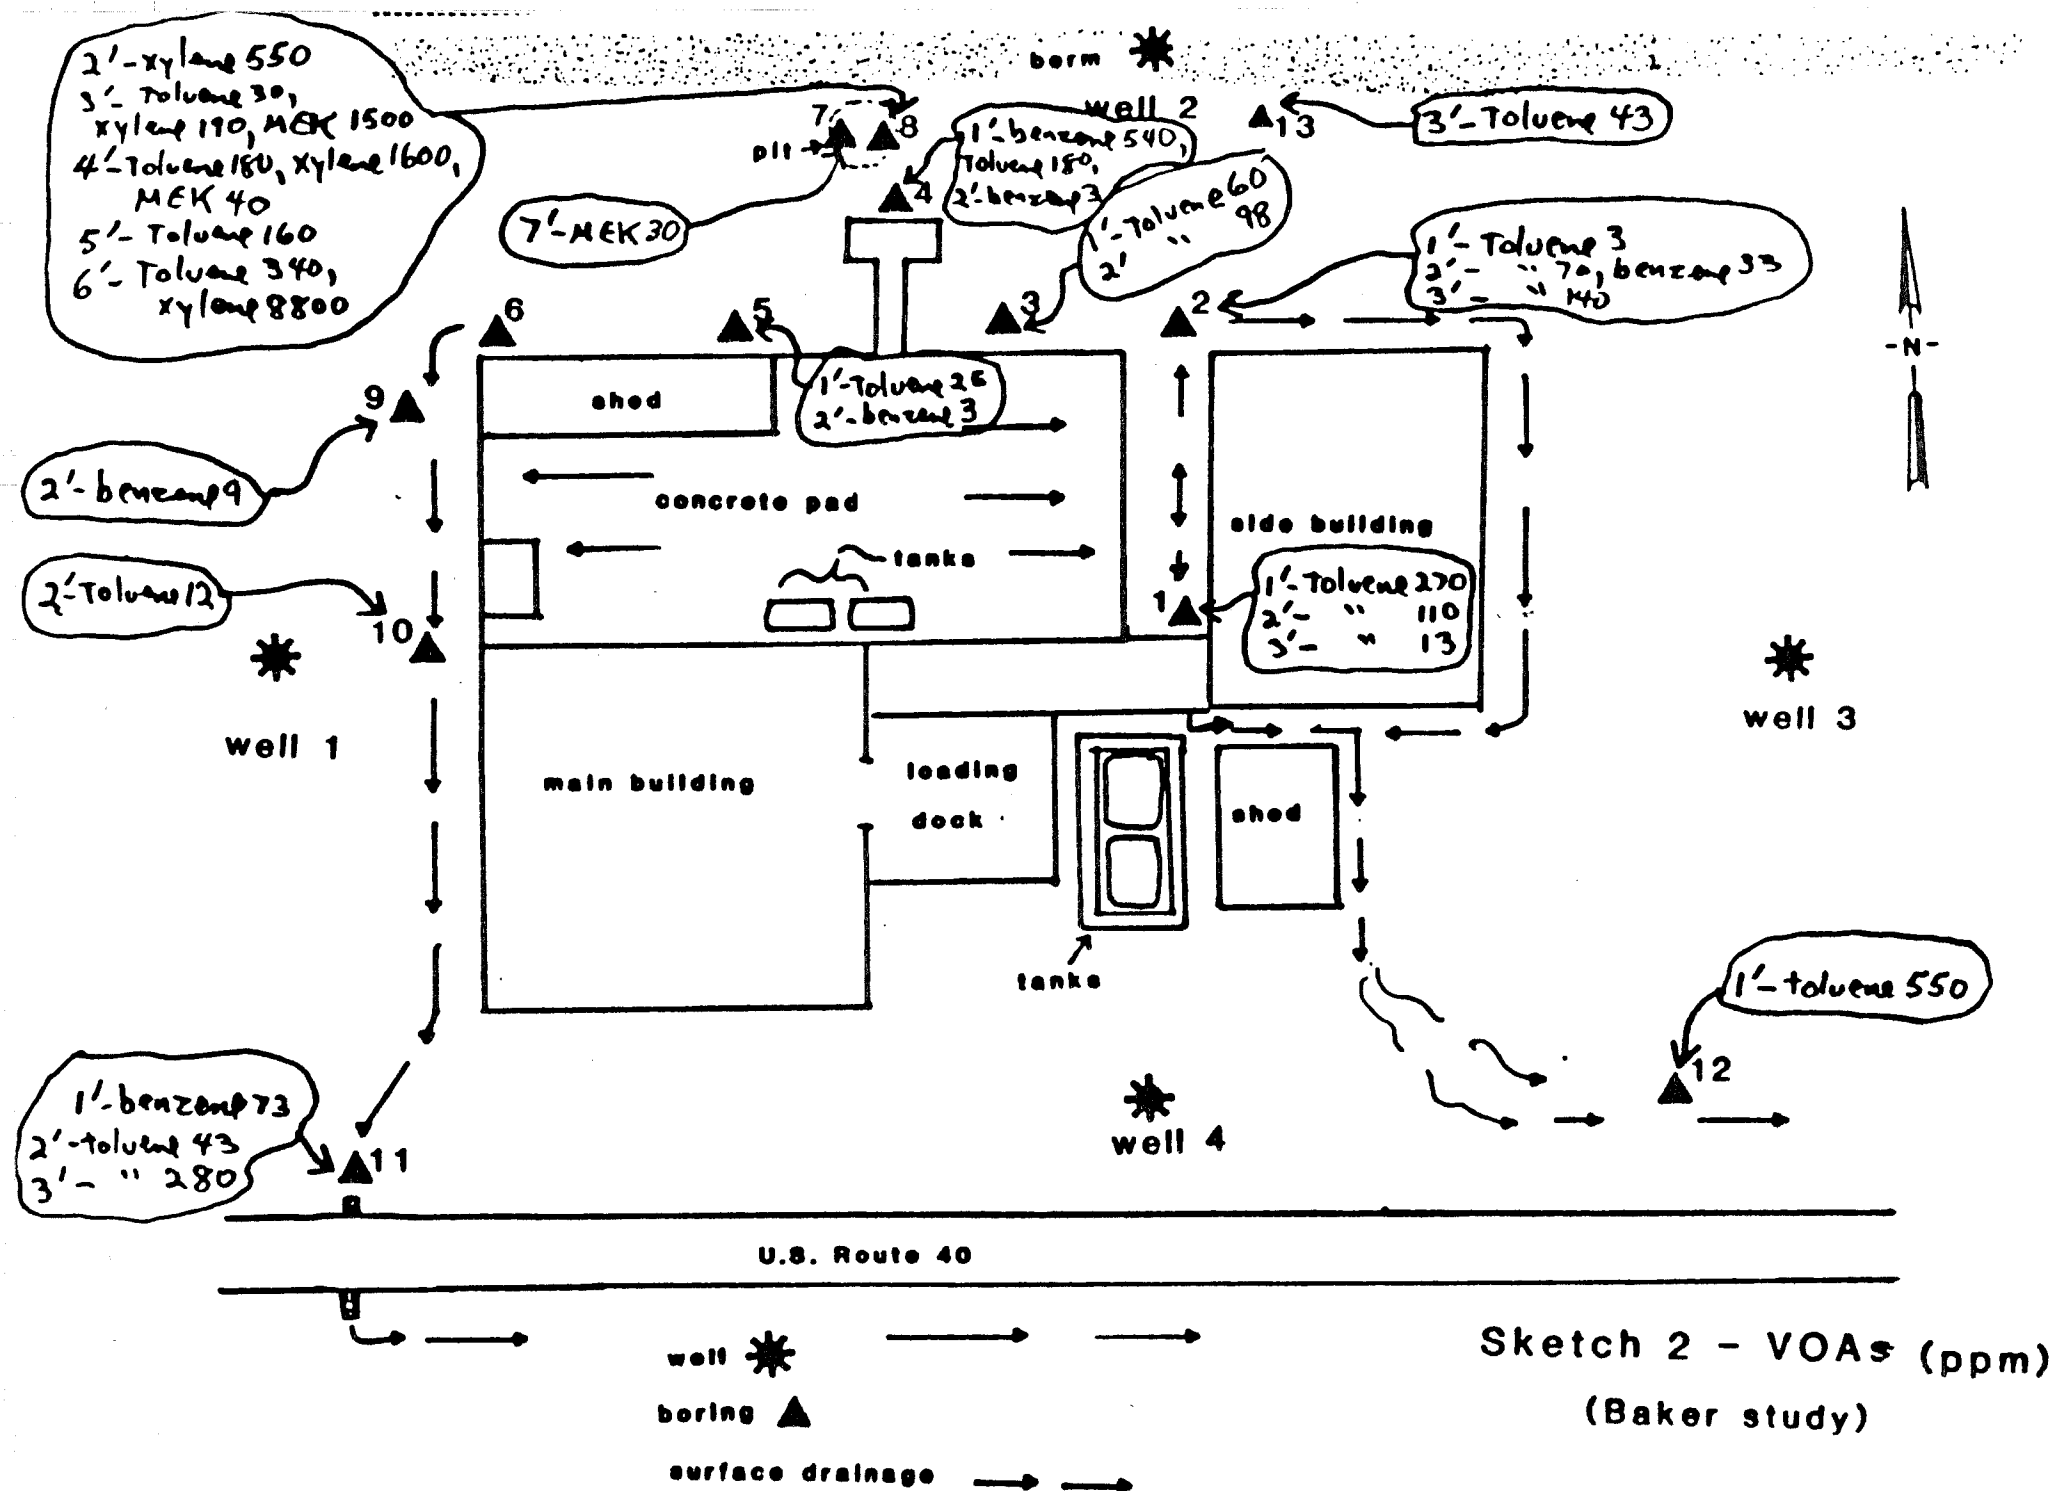 2'-xylene 550
3'- Toluene 30,
xylene 190, MEK 1500
4'-Toluene 180, xylene 1600,
MEK 40
5'- Toluene 160
6'- Toluene 340,
xylene 8800
berm
well 2
7
8
pit
4
1'-benzene 540,
Toluene 180,
2'-benzene 3
13
3'-Toluene 43
7'-MEK 30
1'-Toluene 60
2' " 98
1'-Toluene 3
2'- " 70, benzene 33
3'- " 140
6
5
3
2
-N-
shed
1'-Toluene 25
2'-benzene 3
9
2'-benzene 9
concrete pad
side building
tanks
2'-Toluene 12
10
1
1'-Toluene 270
2'- " 110
3'- " 13
well 1
well 3
main building
loading
dock
shed
tanks
1'-toluene 550
12
1'-benzene 73
2'-toluene 43
3'- " 280
11
well 4
U.S. Route 40
well
boring
surface drainage
Sketch 2 - VOAs (ppm)
(Baker study)